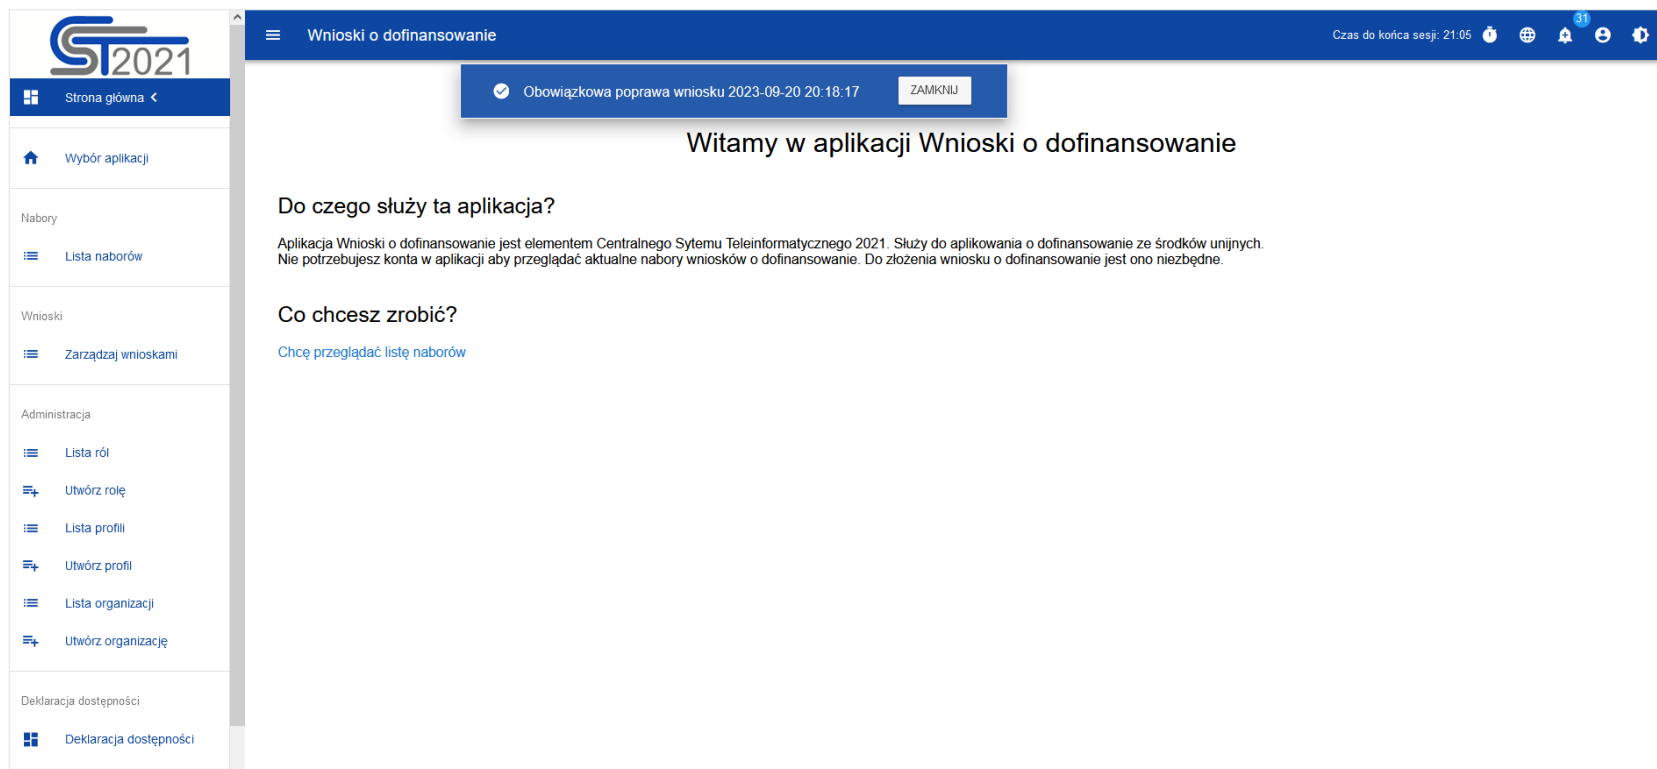 CST2021
Strona główna
Wybór aplikacji
Nabory
Lista naborów
Wnioski
Zarządzaj wnioskami
Administracja
Lista ról
Utwórz rolę
Lista profili
Utwórz profil
Lista organizacji
Utwórz organizację
Deklaracja dostępności
Deklaracja dostępności
Wnioski o dofinansowanie
Czas do końca sesji: 21:05
31
Obowiązkowa poprawa wniosku 2023-09-20 20:18:17
ZAMKNIJ
Witamy w aplikacji Wnioski o dofinansowanie
Do czego służy ta aplikacja?
Aplikacja Wnioski o dofinansowanie jest elementem Centralnego Sytemu Teleinformatycznego 2021. Służy do aplikowania o dofinansowanie ze środków unijnych.
Nie potrzebujesz konta w aplikacji aby przeglądać aktualne nabory wniosków o dofinansowanie. Do złożenia wniosku o dofinansowanie jest ono niezbędne.
Co chcesz zrobić?
Chcę przeglądać listę naborów